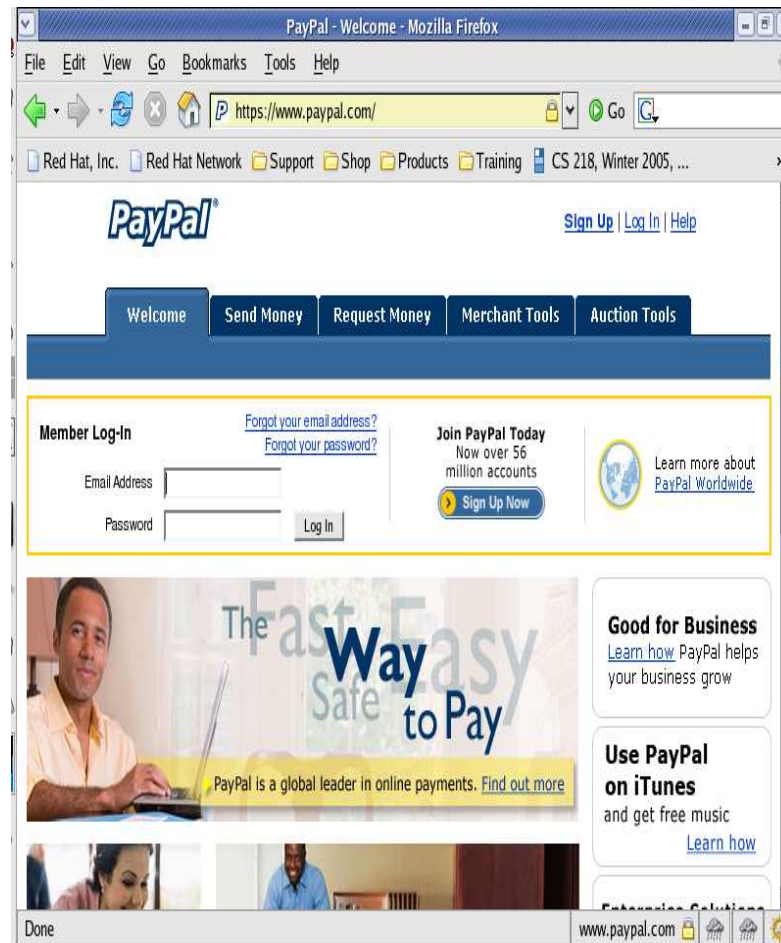 PayPal - Welcome - Mozilla Firefox
File Edit View Go Bookmarks Tools Help
https://www.paypal.com/ Go G
Red Hat, Inc. Red Hat Network Support Shop Products Training CS 218, Winter 2005, ...
PayPal®
Sign Up | Log In | Help
Welcome Send Money Request Money Merchant Tools Auction Tools
Member Log-In
Forgot your email address?
Forgot your password?
Email Address
Password
Log In
Join PayPal Today
Now over 56
million accounts
Sign Up Now
Learn more about
PayPal Worldwide
The Fast Easy
Safe
Way
to Pay
PayPal is a global leader in online payments. Find out more
Good for Business
Learn how PayPal helps
your business grow
Use PayPal
on iTunes
and get free music
Learn how
Enterprise Solutions
Done www.paypal.com